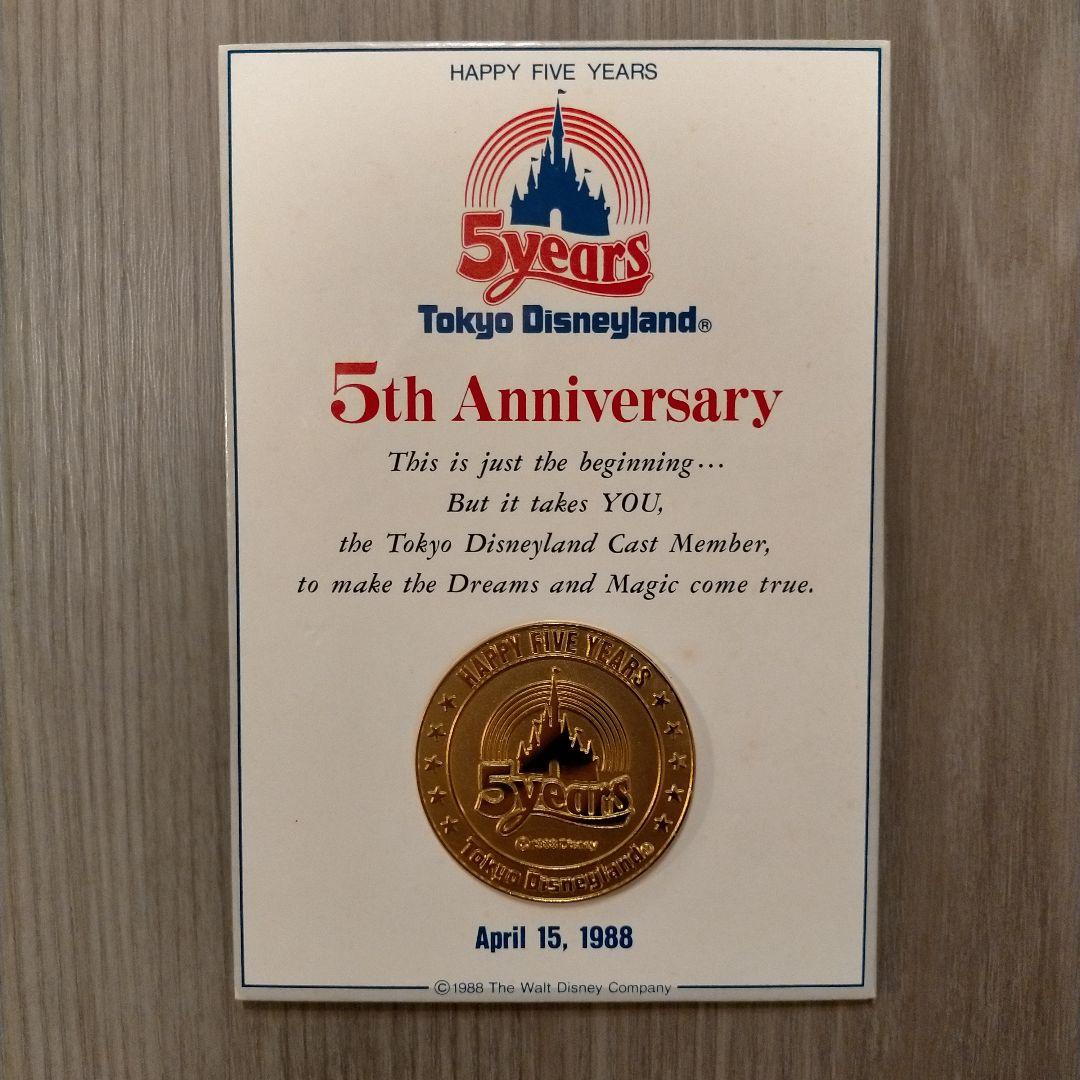 HAPPY FIVE YEARS
5years
Tokyo Disneyland®
5th Anniversary
This is just the beginning···
But it takes YOU,
the Tokyo Disneyland Cast Member,
to make the Dreams and Magic come true.
HAPPY FIVE YEARS
5years
©1988 Disney
Tokyo Disneyland®
April 15, 1988
©1988 The Walt Disney Company